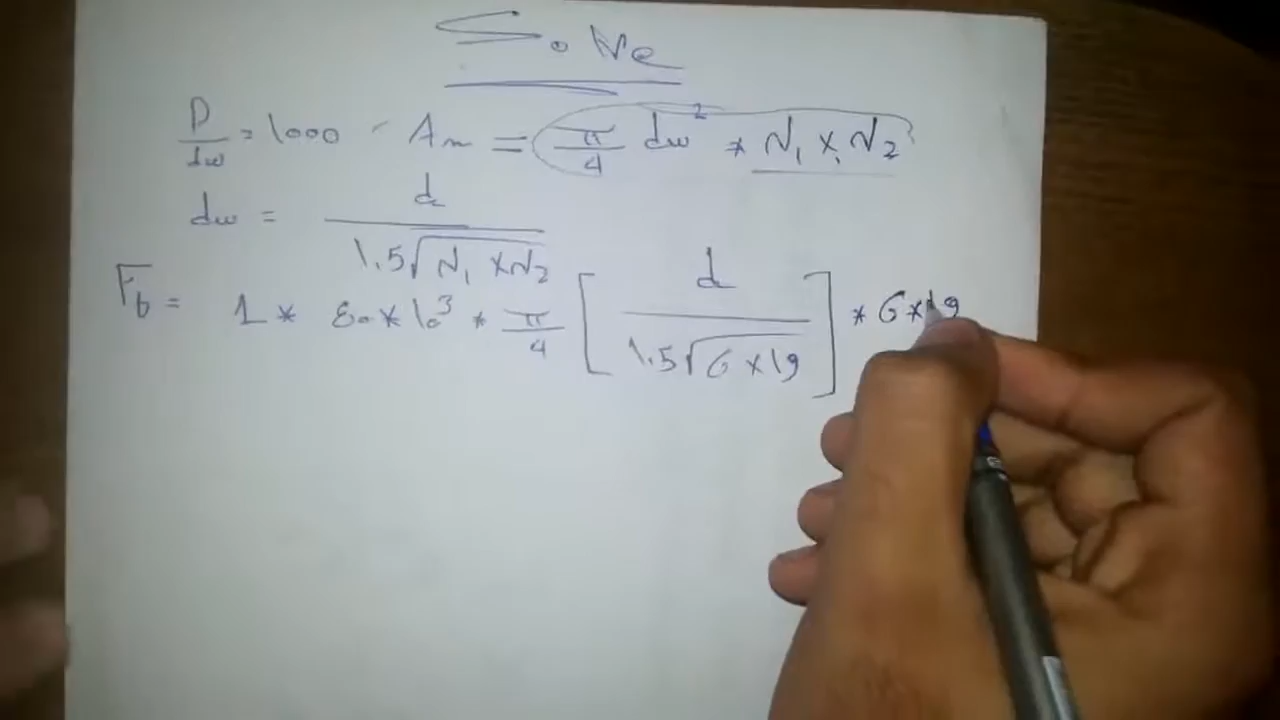 Solve
D/dw = 1000 - Am = π/4 dw² * N₁ x N₂
dw = d / 1.5√N₁ x N₂
Fb = 1 * 80 * 10³ * π/4 [ d / 1.5√6 x 19 ] * 6 x 19